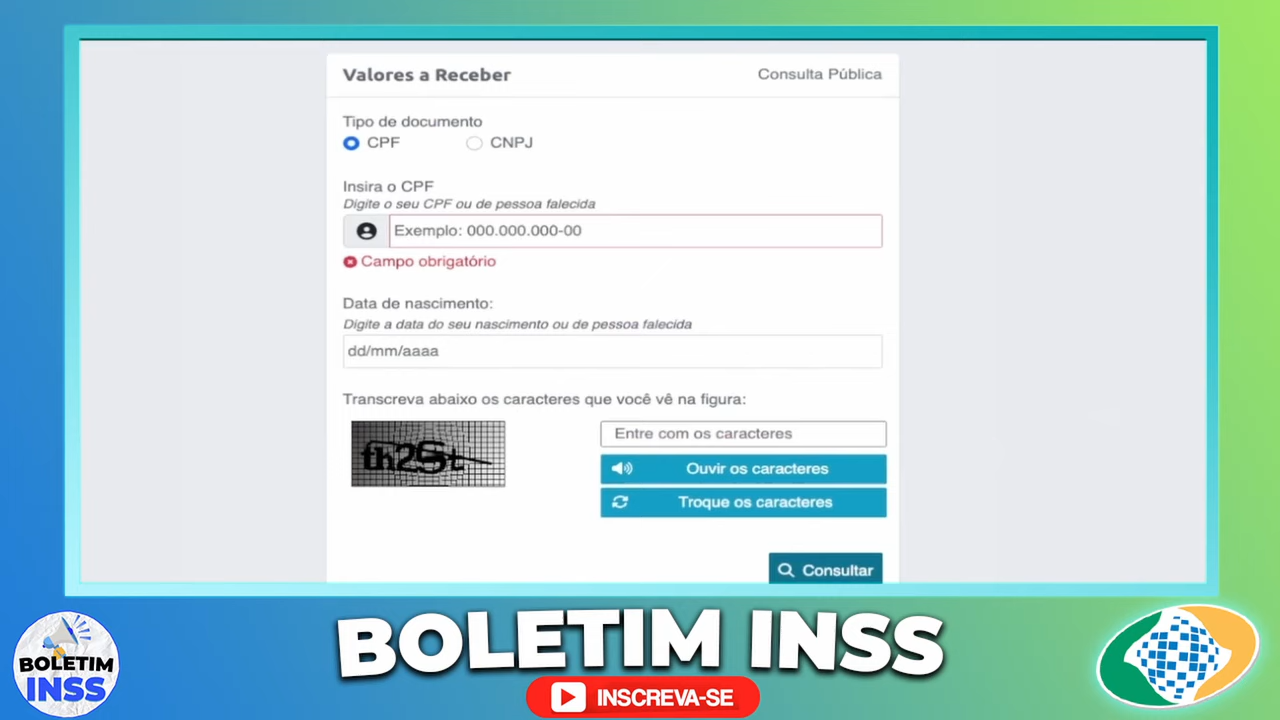 Valores a Receber
Consulta Pública
Tipo de documento
CPF
CNPJ
Insira o CPF
Digite o seu CPF ou de pessoa falecida
Exemplo: 000.000.000-00
Campo obrigatório
Data de nascimento:
Digite a data do seu nascimento ou de pessoa falecida
dd/mm/aaaa
Transcreva abaixo os caracteres que você vê na figura:
th2St
Entre com os caracteres
Ouvir os caracteres
Troque os caracteres
Consultar
BOLETIM INSS
INSCREVA-SE
BOLETIM
INSS